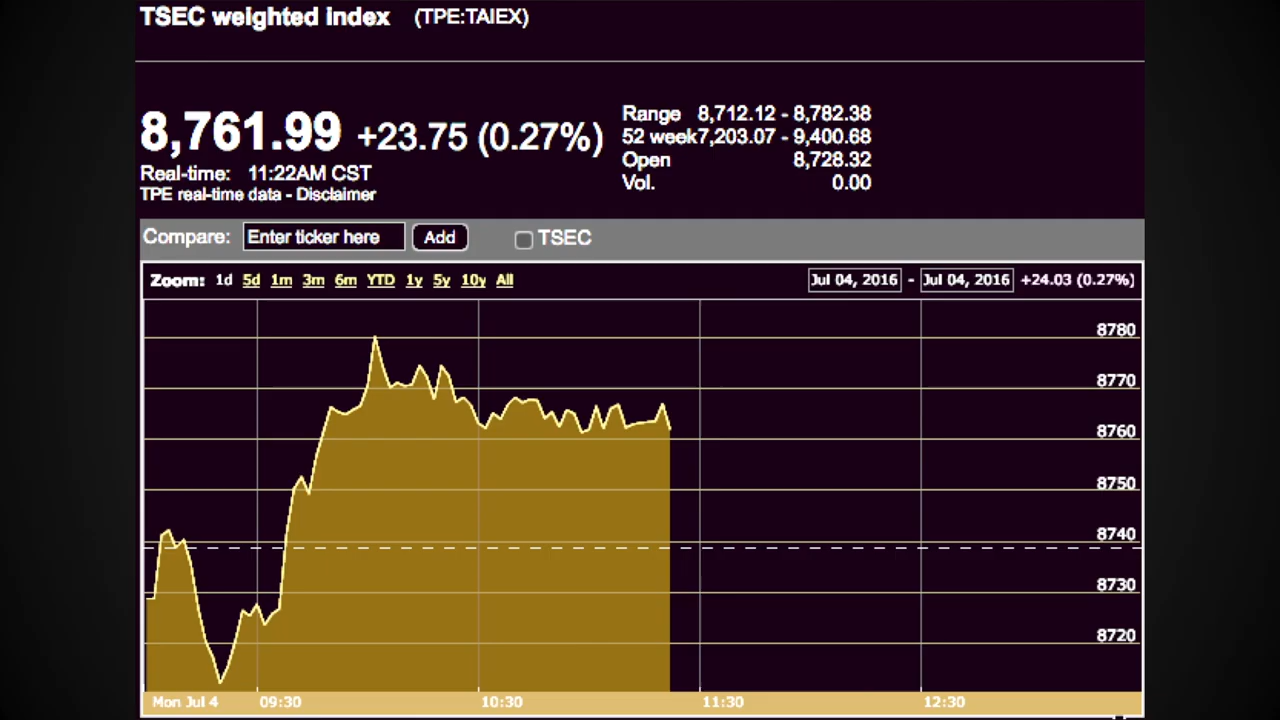 TSEC weighted index (TPE:TAIEX)
8,761.99 +23.75 (0.27%)
Real-time: 11:22AM CST
TPE real-time data - Disclaimer
Range 8,712.12 - 8,782.38
52 week7,203.07 - 9,400.68
Open 8,728.32
Vol. 0.00
Compare: Enter ticker here Add TSEC
Zoom: 1d 5d 1m 3m 6m YTD 1y 5y 10y All Jul 04, 2016 - Jul 04, 2016 +24.03 (0.27%)
8780
8770
8760
8750
8740
8730
8720
Mon Jul 4 09:30 10:30 11:30 12:30